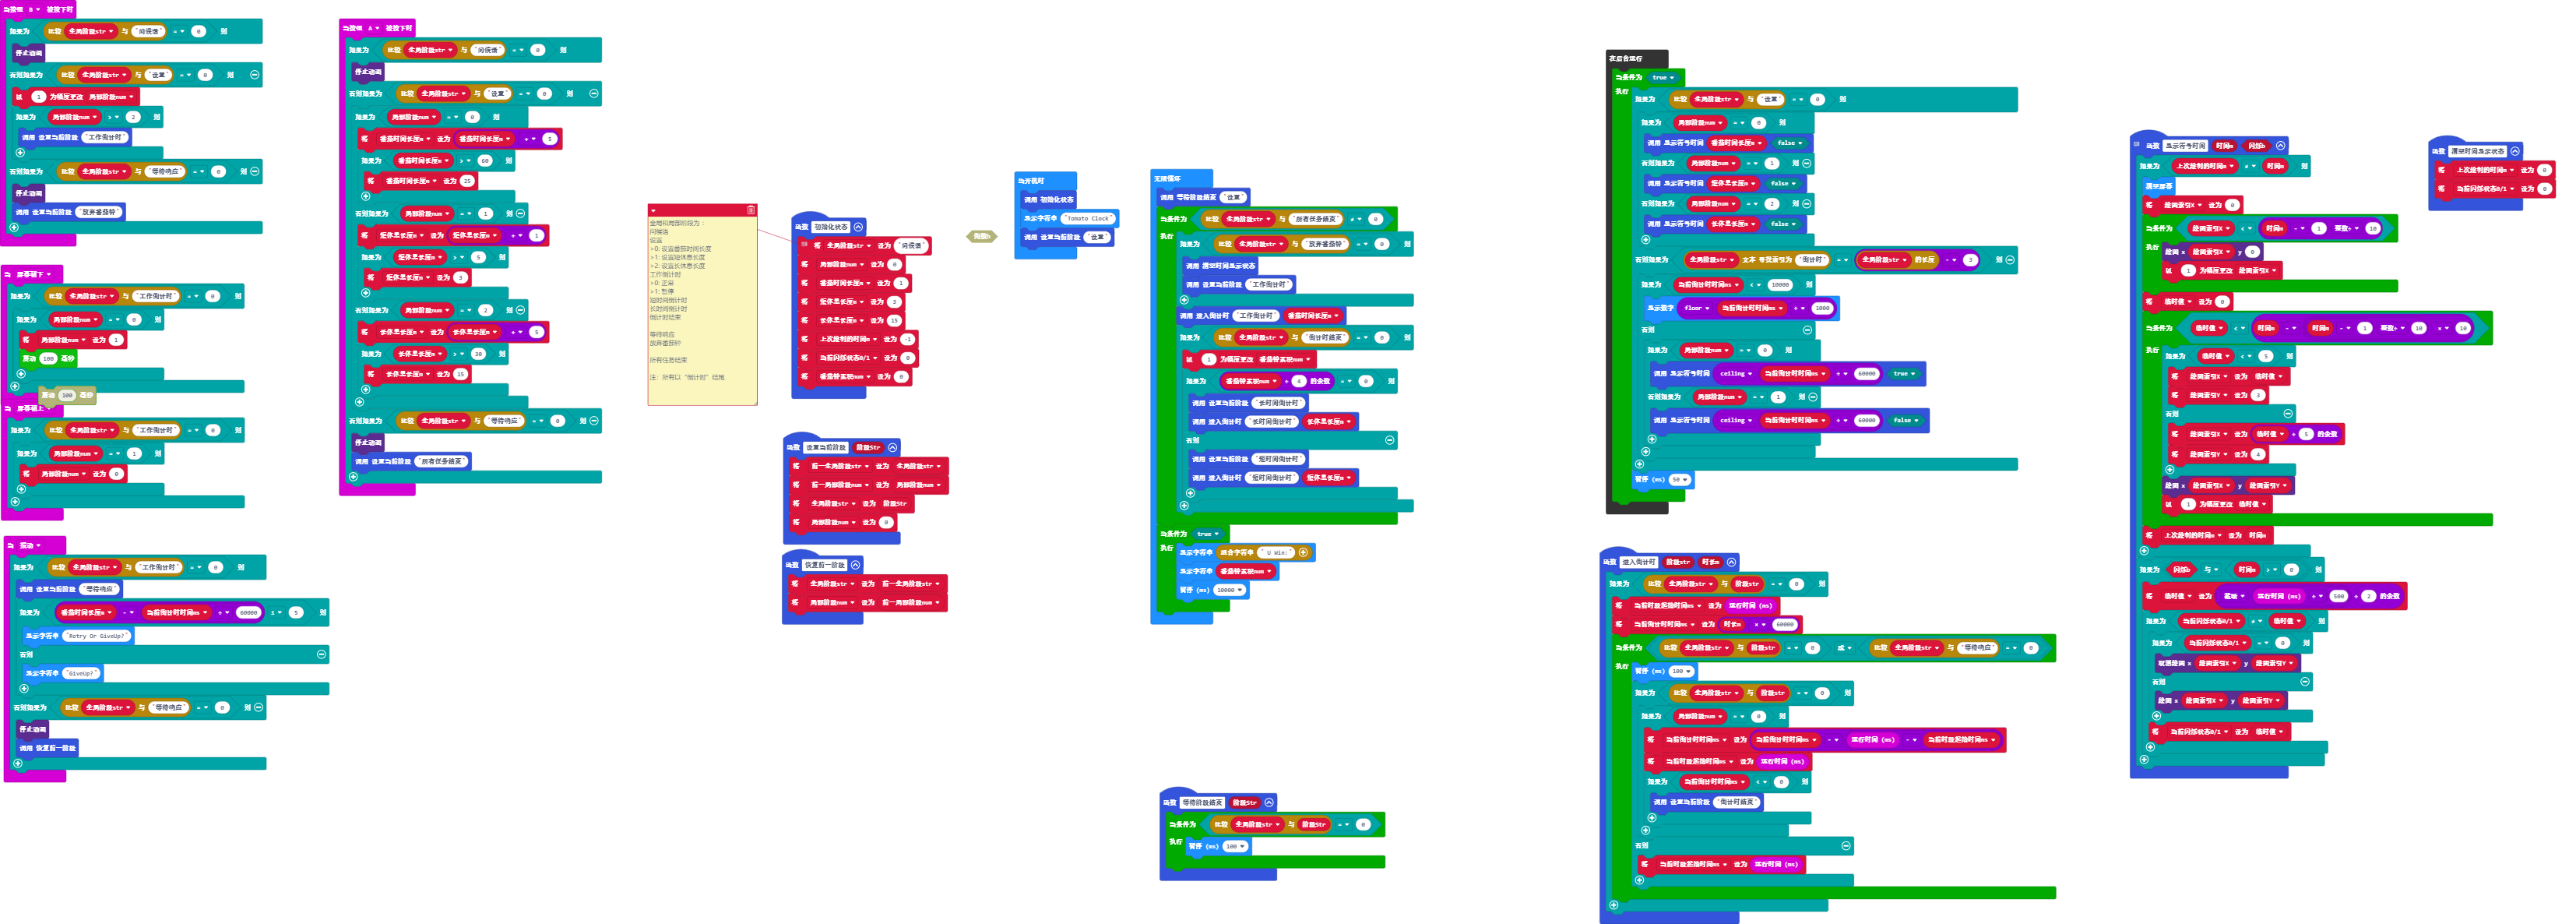 当按钮 B 被按下时
如果为 比较 全局阶段str 与 "问候语" = 0 则
停止动画
否则如果为 比较 全局阶段str 与 "设置" = 0 则
以 1 为幅度更改 局部阶段num
如果为 局部阶段num > 2 则
调用 设置当前阶段 "工作倒计时"
否则如果为 比较 全局阶段str 与 "等待响应" = 0 则
停止动画
调用 设置当前阶段 "放弃番茄钟"
当 屏幕朝下
如果为 比较 全局阶段str 与 "工作倒计时" = 0 则
如果为 局部阶段num = 0 则
将 局部阶段num 设为 1
震动 100 毫秒
震动 100 毫秒
当 屏幕朝上
如果为 比较 全局阶段str 与 "工作倒计时" = 0 则
如果为 局部阶段num = 1 则
将 局部阶段num 设为 0
当 振动
如果为 比较 全局阶段str 与 "工作倒计时" = 0 则
调用 设置当前阶段 "等待响应"
如果为 番茄时间长度m - 当前倒计时时间ms ÷ 60000 ≤ 5 则
显示字符串 "Retry Or GiveUp?"
否则
显示字符串 "GiveUp?"
否则如果为 比较 全局阶段str 与 "等待响应" = 0 则
停止动画
调用 恢复前一阶段
当按钮 A 被按下时
如果为 比较 全局阶段str 与 "问候语" = 0 则
停止动画
否则如果为 比较 全局阶段str 与 "设置" = 0 则
如果为 局部阶段num = 0 则
将 番茄时间长度m 设为 番茄时间长度m + 5
如果为 番茄时间长度m > 60 则
将 番茄时间长度m 设为 25
否则如果为 局部阶段num = 1 则
将 短休息长度m 设为 短休息长度m + 1
如果为 短休息长度m > 5 则
将 短休息长度m 设为 3
否则如果为 局部阶段num = 2 则
将 长休息长度m 设为 长休息长度m + 5
如果为 长休息长度m > 30 则
将 长休息长度m 设为 15
否则如果为 比较 全局阶段str 与 "等待响应" = 0 则
停止动画
调用 设置当前阶段 "所有任务结束"
全局和局部阶段为：
问候语
设置
>0: 设置番茄时间长度
>1: 设置短休息长度
>2: 设置长休息长度
工作倒计时
>0: 正常
>1: 暂停
短时间倒计时
长时间倒计时
倒计时结束
等待响应
放弃番茄钟
所有任务结束
注：所有以"倒计时"结尾
函数 初始化状态
将 全局阶段str 设为 "问候语"
将 局部阶段num 设为 0
将 番茄时间长度m 设为 1
将 短休息长度m 设为 2
将 长休息长度m 设为 15
将 上次绘制的时间m 设为 -1
将 当前闪烁状态0/1 设为 0
将 番茄钟实现num 设为 0
函数 设置当前阶段 阶段Str
将 前一全局阶段str 设为 全局阶段str
将 前一局部阶段num 设为 局部阶段num
将 全局阶段str 设为 阶段Str
将 局部阶段num 设为 0
函数 恢复前一阶段
将 全局阶段str 设为 前一全局阶段str
将 局部阶段num 设为 前一局部阶段num
闪烁b
当开机时
调用 初始化状态
显示字符串 "Tomato Clock"
调用 设置当前阶段 "设置"
无限循环
调用 等待阶段结束 "设置"
当条件为 比较 全局阶段str 与 "所有任务结束" ≠ 0
执行 如果为 比较 全局阶段str 与 "放弃番茄钟" = 0 则
调用 清空时间显示状态
调用 设置当前阶段 "工作倒计时"
调用 进入倒计时 "工作倒计时" 番茄时间长度m
如果为 比较 全局阶段str 与 "倒计时结束" = 0 则
以 1 为幅度更改 番茄钟实现num
如果为 番茄钟实现num ÷ 4 的余数 = 0 则
调用 设置当前阶段 "长时间倒计时"
调用 进入倒计时 "长时间倒计时" 长休息长度m
否则
调用 设置当前阶段 "短时间倒计时"
调用 进入倒计时 "短时间倒计时" 短休息长度m
当条件为 true
执行 显示字符串 组合字符串 " U Win:"
显示字符串 番茄钟实现num
暂停 (ms) 10000
函数 等待阶段结束 阶段Str
当条件为 比较 全局阶段str 与 阶段Str = 0
执行 暂停 (ms) 100
在后台运行
当条件为 true
执行 如果为 比较 全局阶段str 与 "设置" = 0 则
如果为 局部阶段num = 0 则
调用 显示符号时间 番茄时间长度m false
否则如果为 局部阶段num = 1 则
调用 显示符号时间 短休息长度m false
否则如果为 局部阶段num = 2 则
调用 显示符号时间 长休息长度m false
否则如果为 全局阶段str 文本 寻找索引为 "倒计时" = 全局阶段str 的长度 - 3 则
如果为 当前倒计时时间ms < 10000 则
显示数字 floor 当前倒计时时间ms ÷ 1000
否则
如果为 局部阶段num = 0 则
调用 显示符号时间 ceiling 当前倒计时时间ms ÷ 60000 true
否则如果为 局部阶段num = 1 则
调用 显示符号时间 ceiling 当前倒计时时间ms ÷ 60000 false
暂停 (ms) 50
函数 进入倒计时 阶段str 时长m
如果为 比较 全局阶段str 与 阶段str = 0 则
将 当前时段起始时间ms 设为 运行时间 (ms)
将 当前倒计时时间ms 设为 时长m × 60000
当条件为 比较 全局阶段str 与 阶段str = 0 或 比较 全局阶段str 与 "等待响应" = 0
执行 暂停 (ms) 100
如果为 比较 全局阶段str 与 阶段str = 0 则
如果为 局部阶段num = 0 则
将 当前倒计时时间ms 设为 当前倒计时时间ms - 运行时间 (ms) - 当前时段起始时间ms
将 当前时段起始时间ms 设为 运行时间 (ms)
如果为 当前倒计时时间ms < 0 则
调用 设置当前阶段 "倒计时结束"
否则
将 当前时段起始时间ms 设为 运行时间 (ms)
函数 显示符号时间 时间m 闪烁b
如果为 上次绘制的时间m ≠ 时间m 则
清空屏幕
将 绘图索引X 设为 0
当条件为 绘图索引X < 时间m - 1 整数÷ 10
执行 绘图 x 绘图索引X y 0
以 1 为幅度更改 绘图索引X
将 临时值 设为 0
当条件为 临时值 < 时间m - 时间m - 1 整数÷ 10 × 10
执行 如果为 临时值 < 5 则
将 绘图索引X 设为 临时值
将 绘图索引Y 设为 3
否则
将 绘图索引X 设为 临时值 ÷ 5 的余数
将 绘图索引Y 设为 4
绘图 x 绘图索引X y 绘图索引Y
以 1 为幅度更改 临时值
将 上次绘制的时间m 设为 时间m
如果为 闪烁b 与 时间m > 0 则
将 临时值 设为 截断 运行时间 (ms) ÷ 500 ÷ 2 的余数
如果为 当前闪烁状态0/1 ≠ 临时值 则
如果为 当前闪烁状态0/1 = 0 则
取消绘图 x 绘图索引X y 绘图索引Y
否则
绘图 x 绘图索引X y 绘图索引Y
将 当前闪烁状态0/1 设为 临时值
函数 清空时间显示状态
将 上次绘制的时间m 设为 0
将 当前闪烁状态0/1 设为 0